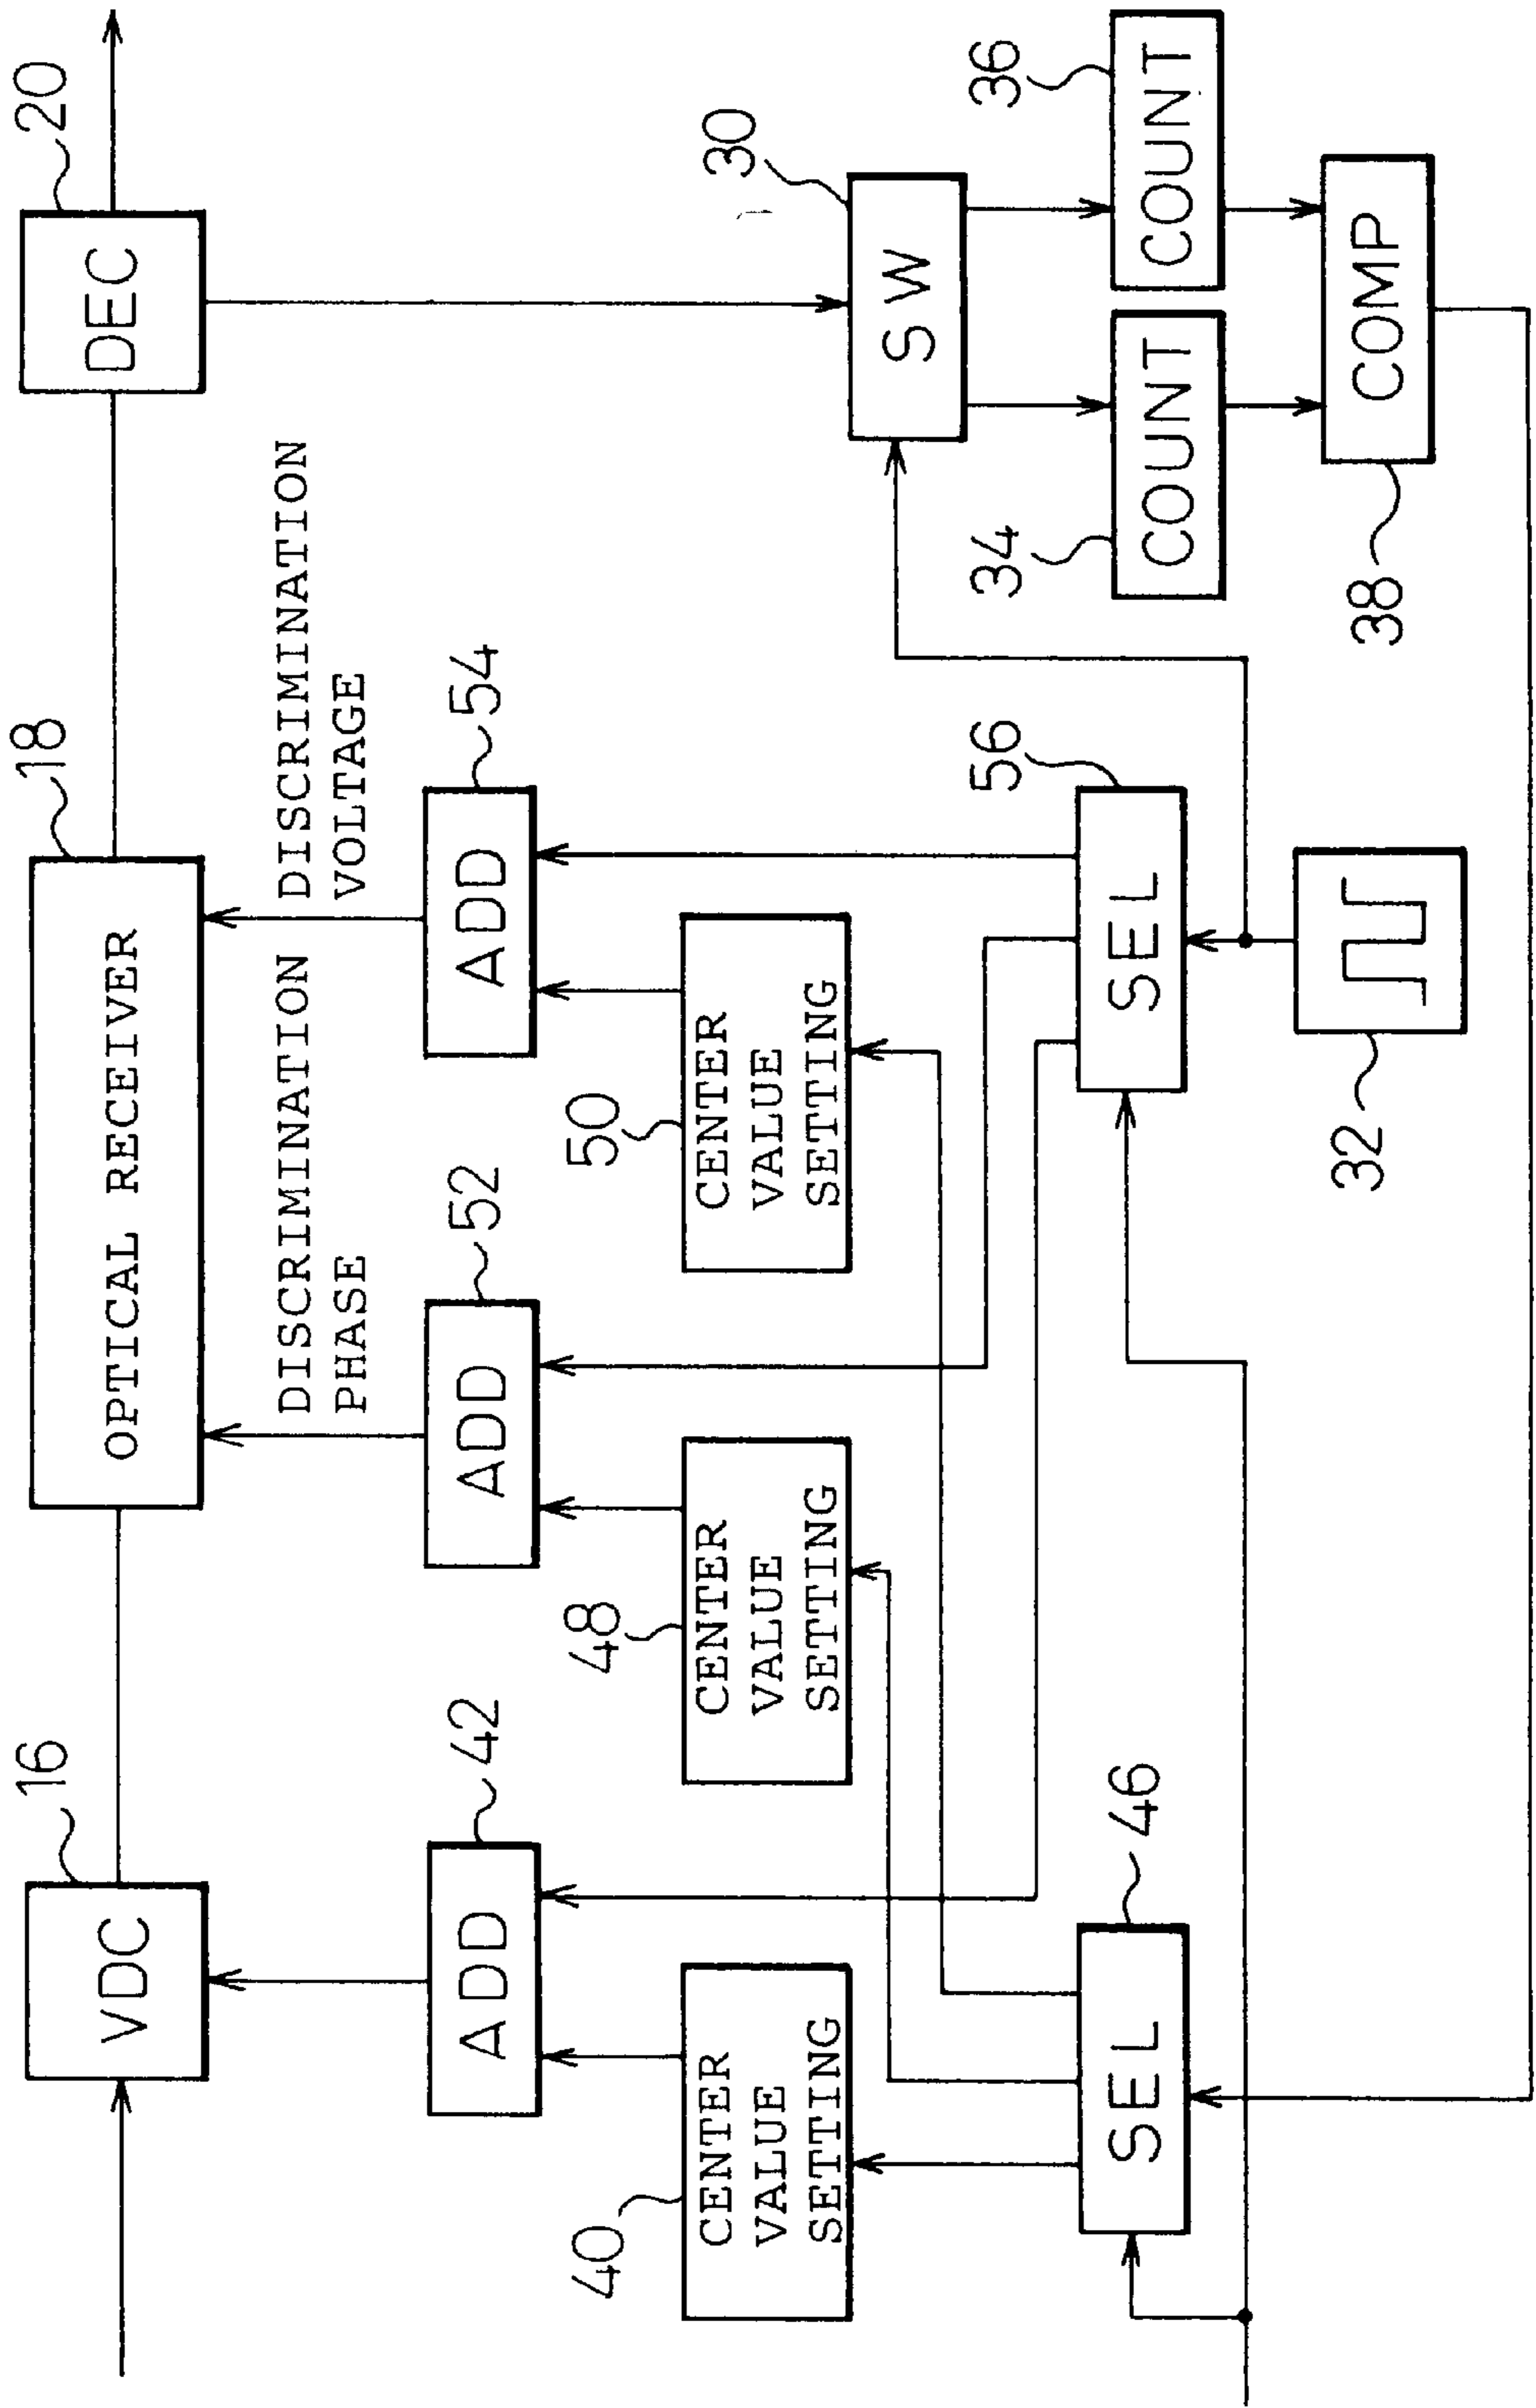 16
VDC
18
OPTICAL RECEIVER
20
DEC
DISCRIMINATION
PHASE
DISCRIMINATION
VOLTAGE
42
ADD
52
ADD
54
ADD
40
CENTER
VALUE
SETTING
48
CENTER
VALUE
SETTING
50
CENTER
VALUE
SETTING
30
SW
46
SEL
56
SEL
34
COUNT
36
COUNT
32
38
COMP